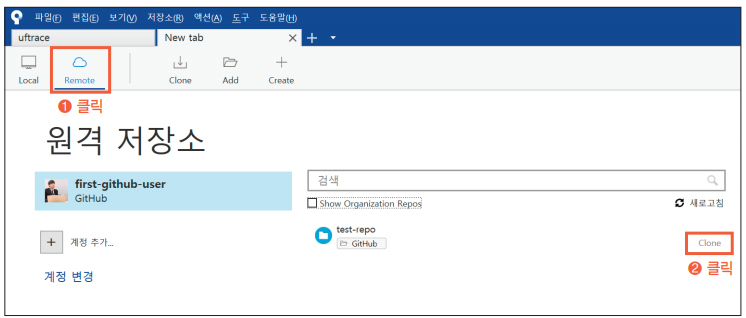 파일(F) 편집(E) 보기(V) 저장소(R) 액션(A) 도구 도움말(H)
uftrace New tab
Local Remote Clone Add Create
❶ 클릭
원격 저장소
first-github-user
GitHub
검색
Show Organization Repos 새로고침
계정 추가...
test-repo
GitHub
Clone
❷ 클릭
계정 변경